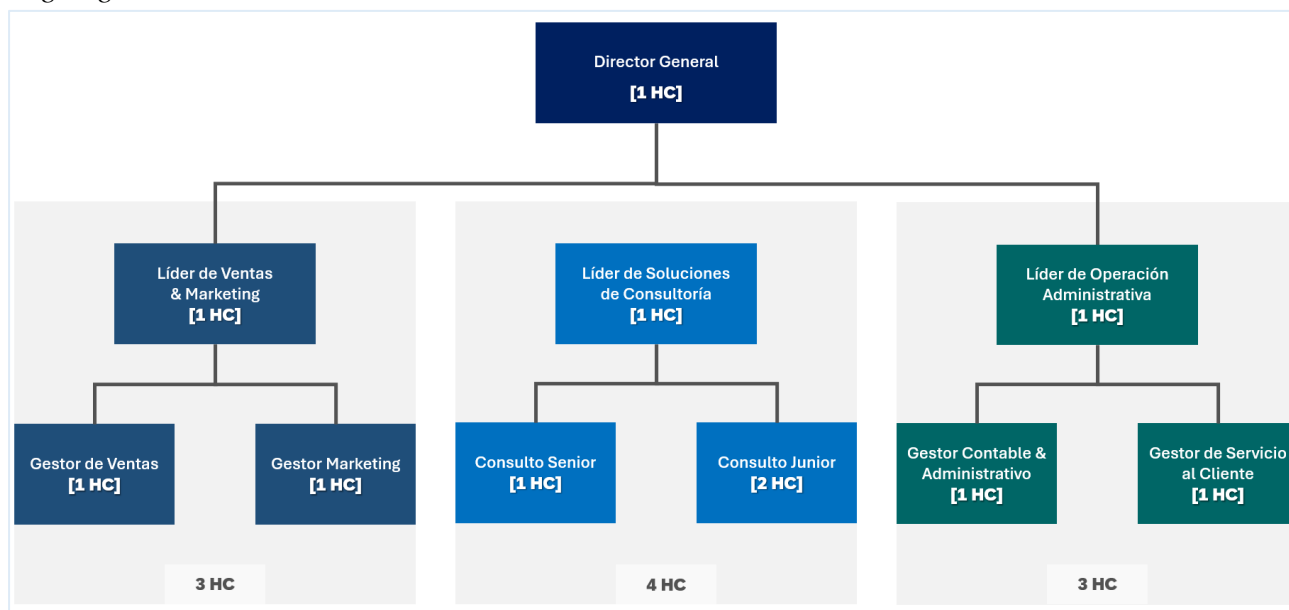 Director General
[1 HC]
Líder de Ventas
& Marketing
[1 HC]
Líder de Soluciones
de Consultoría
[1 HC]
Líder de Operación
Administrativa
[1 HC]
Gestor de Ventas
[1 HC]
Gestor Marketing
[1 HC]
Consulto Senior
[1 HC]
Consulto Junior
[2 HC]
Gestor Contable &
Administrativo
[1 HC]
Gestor de Servicio
al Cliente
[1 HC]
3 HC
4 HC
3 HC